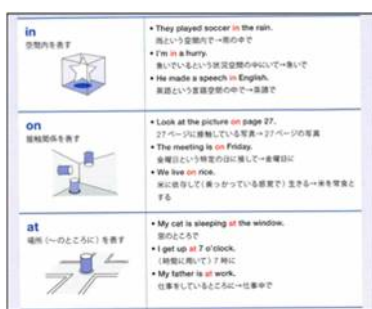 in
空間内を表す
• They played soccer in the rain.
雨という空間内で→雨の中で
• I'm in a hurry.
急いでいるという状況空間の中にいて→急いで
• He made a speech in English.
英語という言語空間の中で→英語で
on
接触関係を表す
• Look at the picture on page 27.
27ページに接触している写真→27ページの写真
• The meeting is on Friday.
金曜日という特定の日に接して→金曜日に
• We live on rice.
米に依存して(乗っかっている感覚で)生きる→米を常食と
する
at
場所(〜のところに)を表す
• My cat is sleeping at the window.
窓のところで
• I get up at 7 o'clock.
(時間に用いて)7時に
• My father is at work.
仕事をしているところに→仕事中で